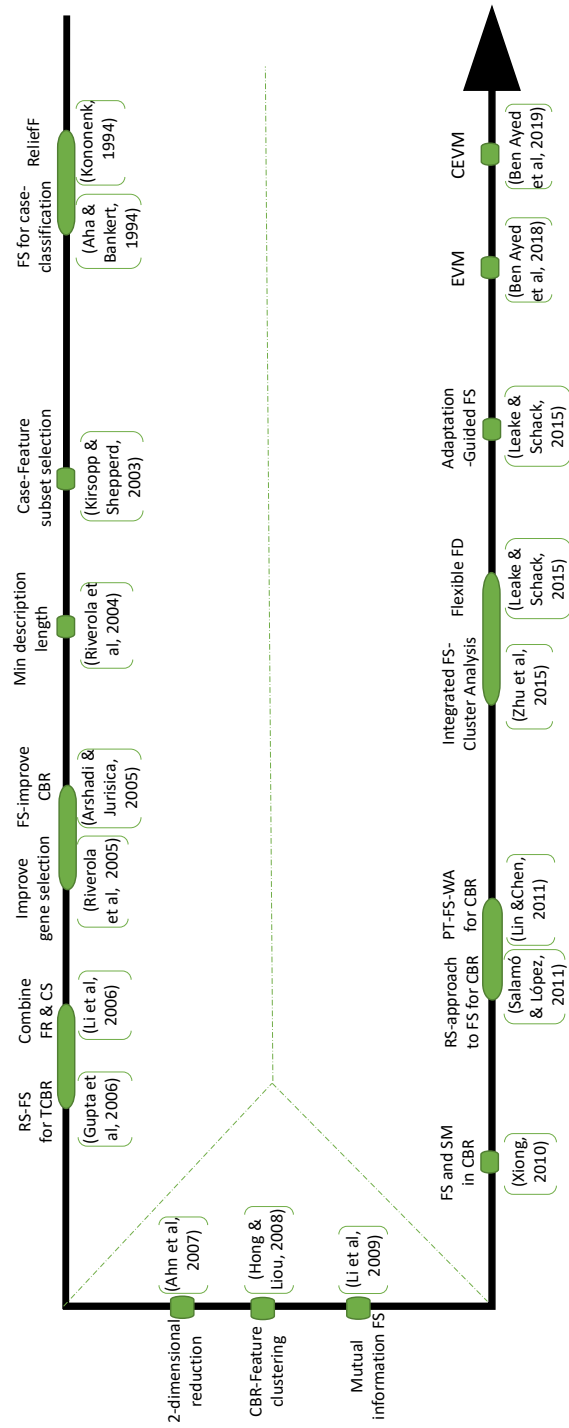 RS-FS
for TCBR
(Gupta et
al, 2006)
Combine
FR & CS
(Li et al,
2006)
Improve
gene selection
(Riverola
et al, 2005)
FS-improve
CBR
(Arshadi &
Jurisica,
2005)
Min description
length
(Riverola et
al, 2004)
Case-Feature
subset selection
(Kirsopp &
Shepperd,
2003)
FS for case-
classification
(Aha &
Bankert,
1994)
ReliefF
(Kononenk,
1994)
2-dimensional
reduction
(Ahn et al,
2007)
CBR-Feature
clustering
(Hong &
Liou, 2008)
Mutual
information FS
(Li et al,
2009)
FS and SM
in CBR
(Xiong,
2010)
RS-approach
to FS for CBR
(Salamó
& López,
2011)
PT-FS-WA
for CBR
(Lin &Chen,
2011)
Integrated FS-
Cluster Analysis
(Zhu et al,
2015)
Flexible FD
(Leake &
Schack,
2015)
Adaptation
-Guided FS
(Leake &
Schack,
2015)
EVM
(Ben Ayed
et al, 2018)
CEVM
(Ben Ayed
et al, 2019)